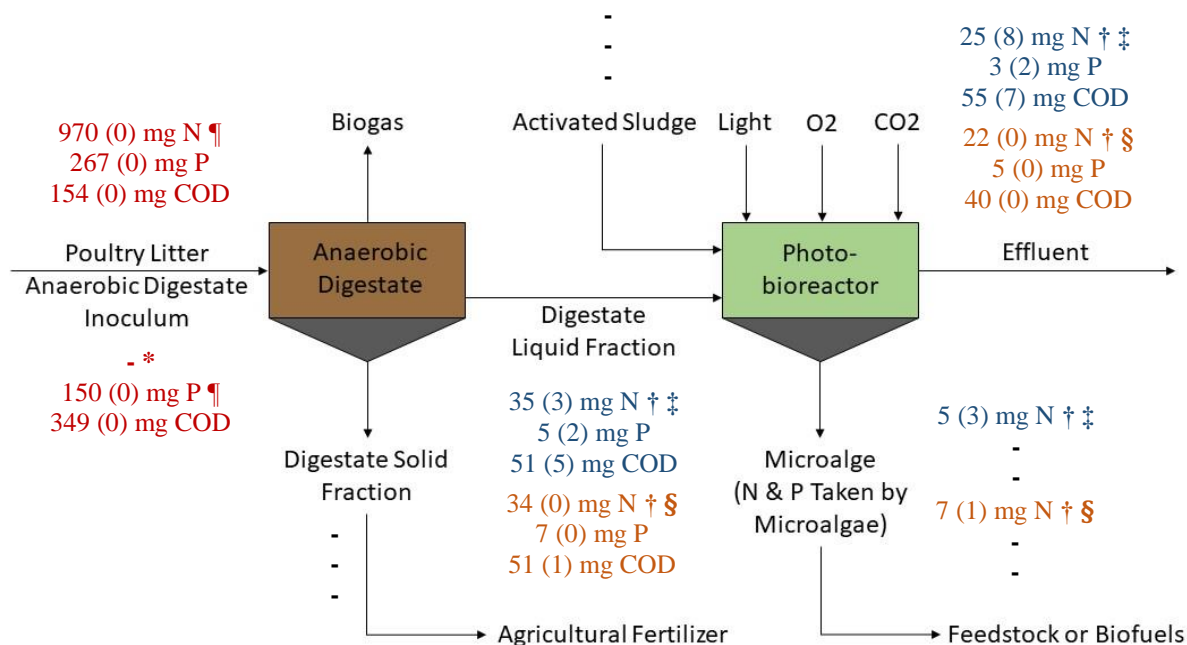 -
-
-
25 (8) mg N † ‡
3 (2) mg P
55 (7) mg COD
970 (0) mg N ¶
267 (0) mg P
154 (0) mg COD
Biogas
Activated Sludge
Light
O2
CO2
22 (0) mg N † §
5 (0) mg P
40 (0) mg COD
Poultry Litter
Anaerobic Digestate
Inoculum
Anaerobic
Digestate
Photo-
bioreactor
Effluent
Digestate
Liquid Fraction
- *
150 (0) mg P ¶
349 (0) mg COD
35 (3) mg N † ‡
5 (2) mg P
51 (5) mg COD
34 (0) mg N † §
7 (0) mg P
51 (1) mg COD
Digestate Solid
Fraction
-
-
-
Microalge
(N & P Taken by
Microalgae)
5 (3) mg N † ‡
-
-
7 (1) mg N † §
-
-
Agricultural Fertilizer
Feedstock or Biofuels